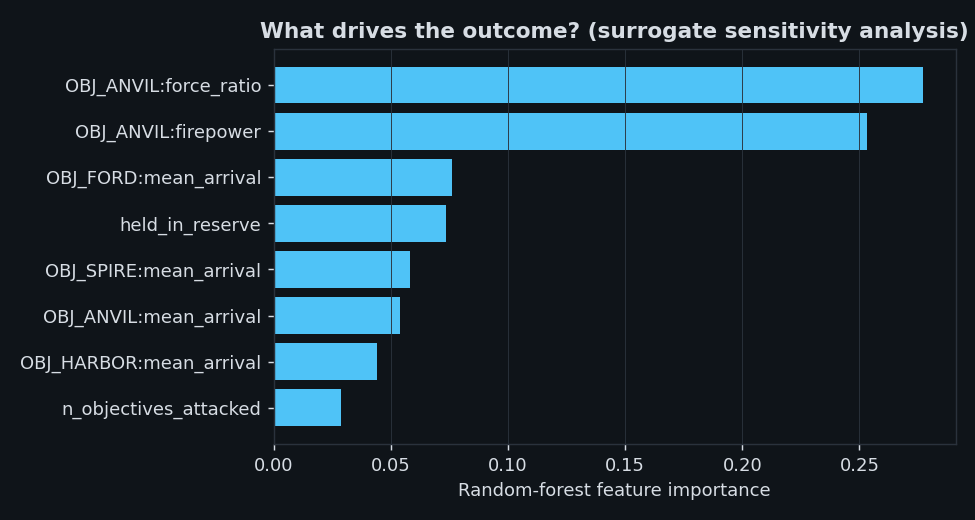 What drives the outcome? (surrogate sensitivity analysis)
OBJ_ANVIL:force_ratio
OBJ_ANVIL:firepower
OBJ_FORD:mean_arrival
held_in_reserve
OBJ_SPIRE:mean_arrival
OBJ_ANVIL:mean_arrival
OBJ_HARBOR:mean_arrival
n_objectives_attacked
0.00 0.05 0.10 0.15 0.20 0.25
Random-forest feature importance